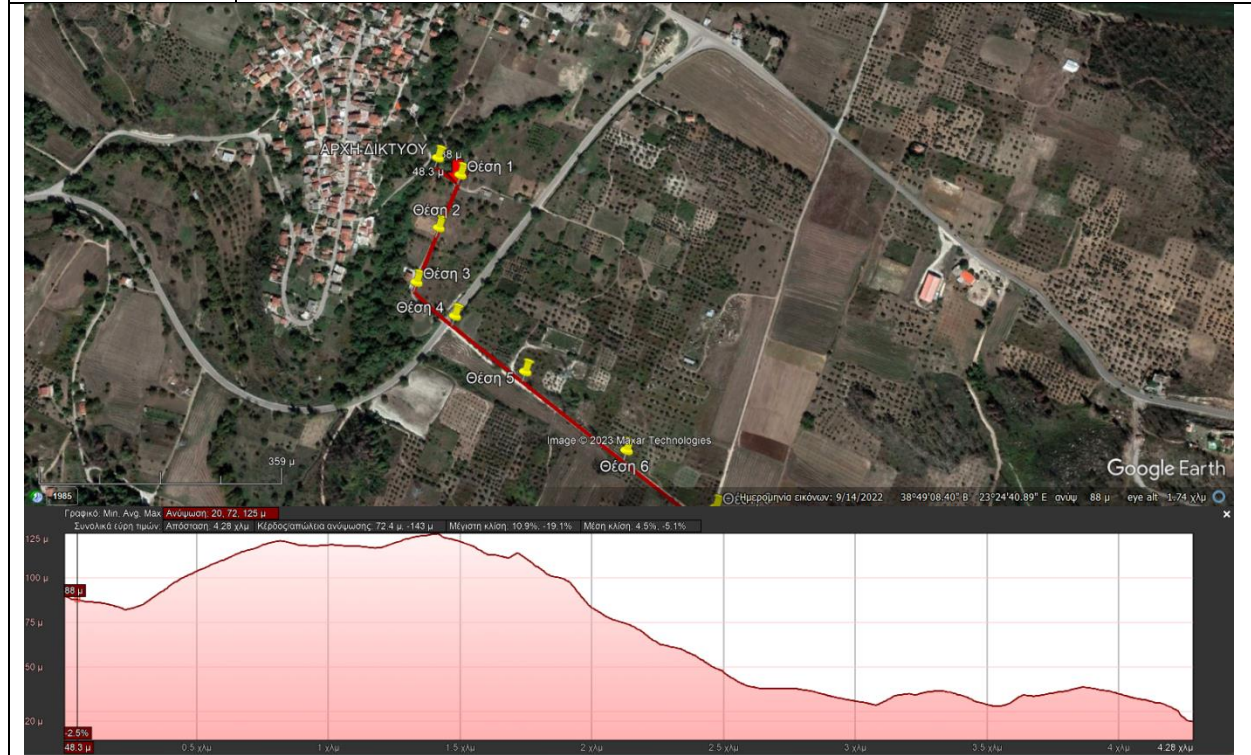 ΑΡΧΗ ΔΙΚΤΥΟΥ
48.3 μ
Θέση 1
Θέση 2
Θέση 3
Θέση 4
Θέση 5
Θέση 6
359 μ
Image © 2023 Maxar Technologies
Google Earth
1985
Ημερομηνία εικόνων: 9/14/2022 38°49'08.40" Β 23°24'40.89" Ε ανύψ 88 μ eye alt 1.74 χλμ
Γραφικό: Min, Avg, Max Ανύψωση: 20, 72, 125 μ
Συνολικά εύρη τιμών: Απόσταση: 4.28 χλμ Κέρδος/απώλεια ανύψωσης: 72.4 μ, -143 μ Μέγιστη κλίση: 10.9%, -19.1% Μέση κλίση: 4.5%, -5.1%
125 μ
100 μ
88 μ
75 μ
50 μ
20 μ
-2.5%
48.3 μ 0.5 χλμ 1 χλμ 1.5 χλμ 2 χλμ 2.5 χλμ 3 χλμ 3.5 χλμ 4 χλμ 4.28 χλμ